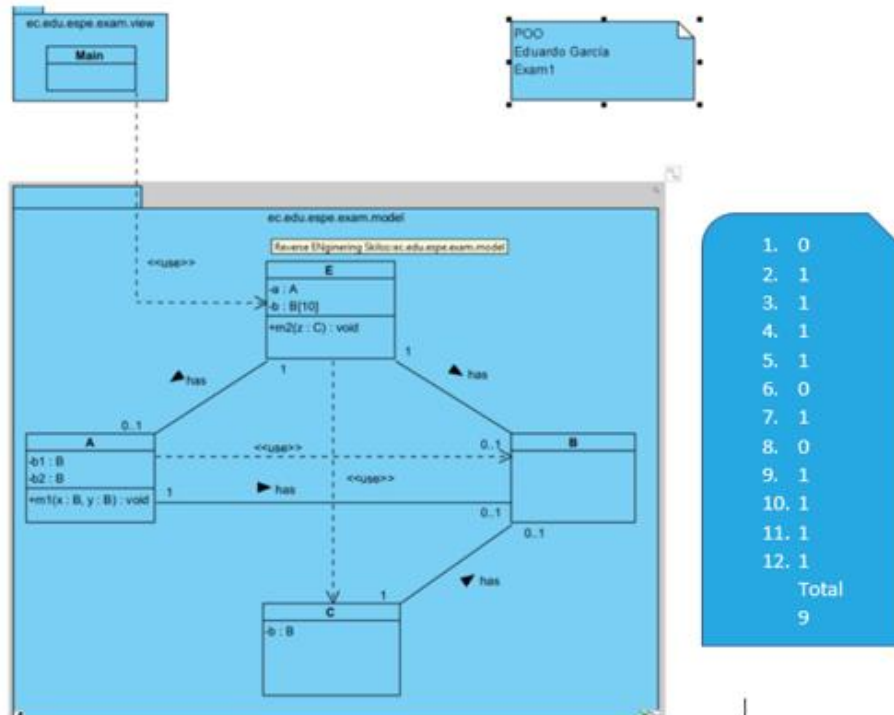 ec.edu.espe.exam.view
Main
POO
Eduardo García
Exam1
ec.edu.espe.exam.model
Reverse ENginering Skilss:ec.edu.espe.exam.model
<<use>>
E
-a : A
-b : B[10]
+m2(z : C) : void
1
1
has
has
0..1
0..1
A
-b1 : B
-b2 : B
+m1(x : B, y : B) : void
<<use>>
B
<<use>>
1
has
0..1
0..1
has
1
C
-b : B
1. 0
2. 1
3. 1
4. 1
5. 1
6. 0
7. 1
8. 0
9. 1
10. 1
11. 1
12. 1
Total
9